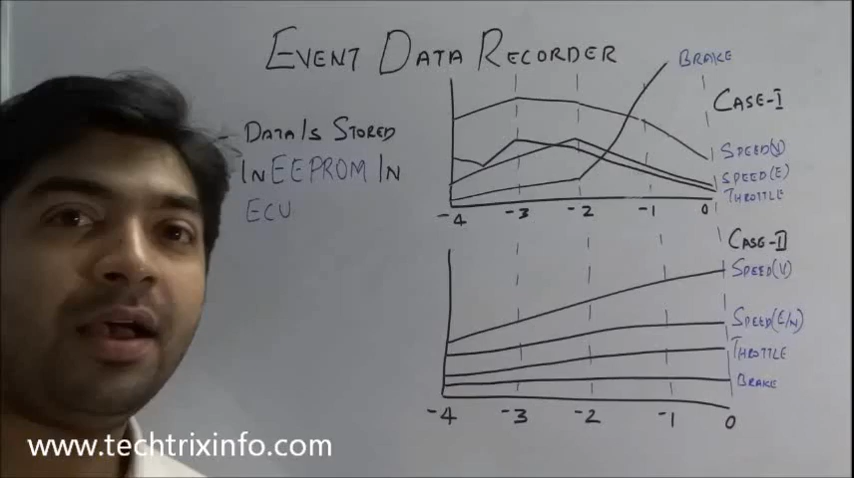 EVENT DATA RECORDER
- DATA IS STORED
IN EEPROM IN
ECU
BRAKE
CASE-I
SPEED(V)
SPEED(E)
THROTTLE
-4 -3 -2 -1 0
CASE-II
SPEED(V)
SPEED(E/N)
THROTTLE
BRAKE
-4 -3 -2 -1 0
www.techtrixinfo.com